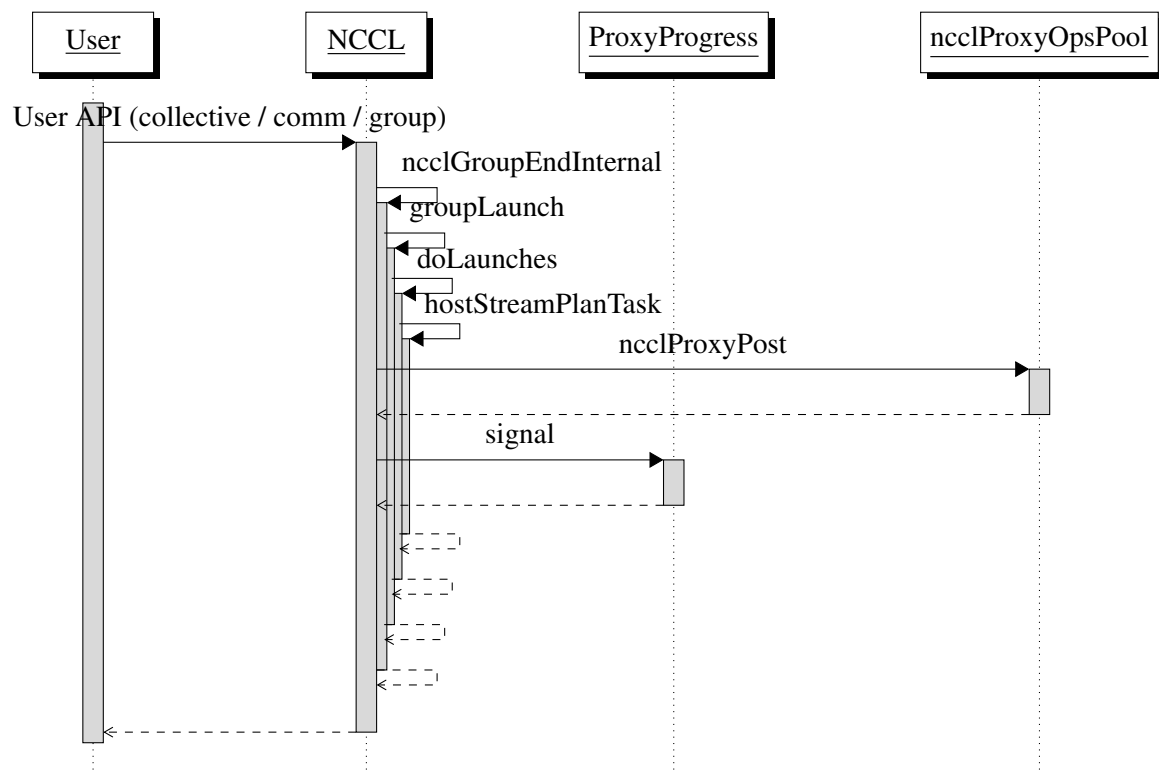 User
NCCL
ProxyProgress
ncclProxyOpsPool
User API (collective / comm / group)
ncclGroupEndInternal
groupLaunch
doLaunches
hostStreamPlanTask
ncclProxyPost
signal